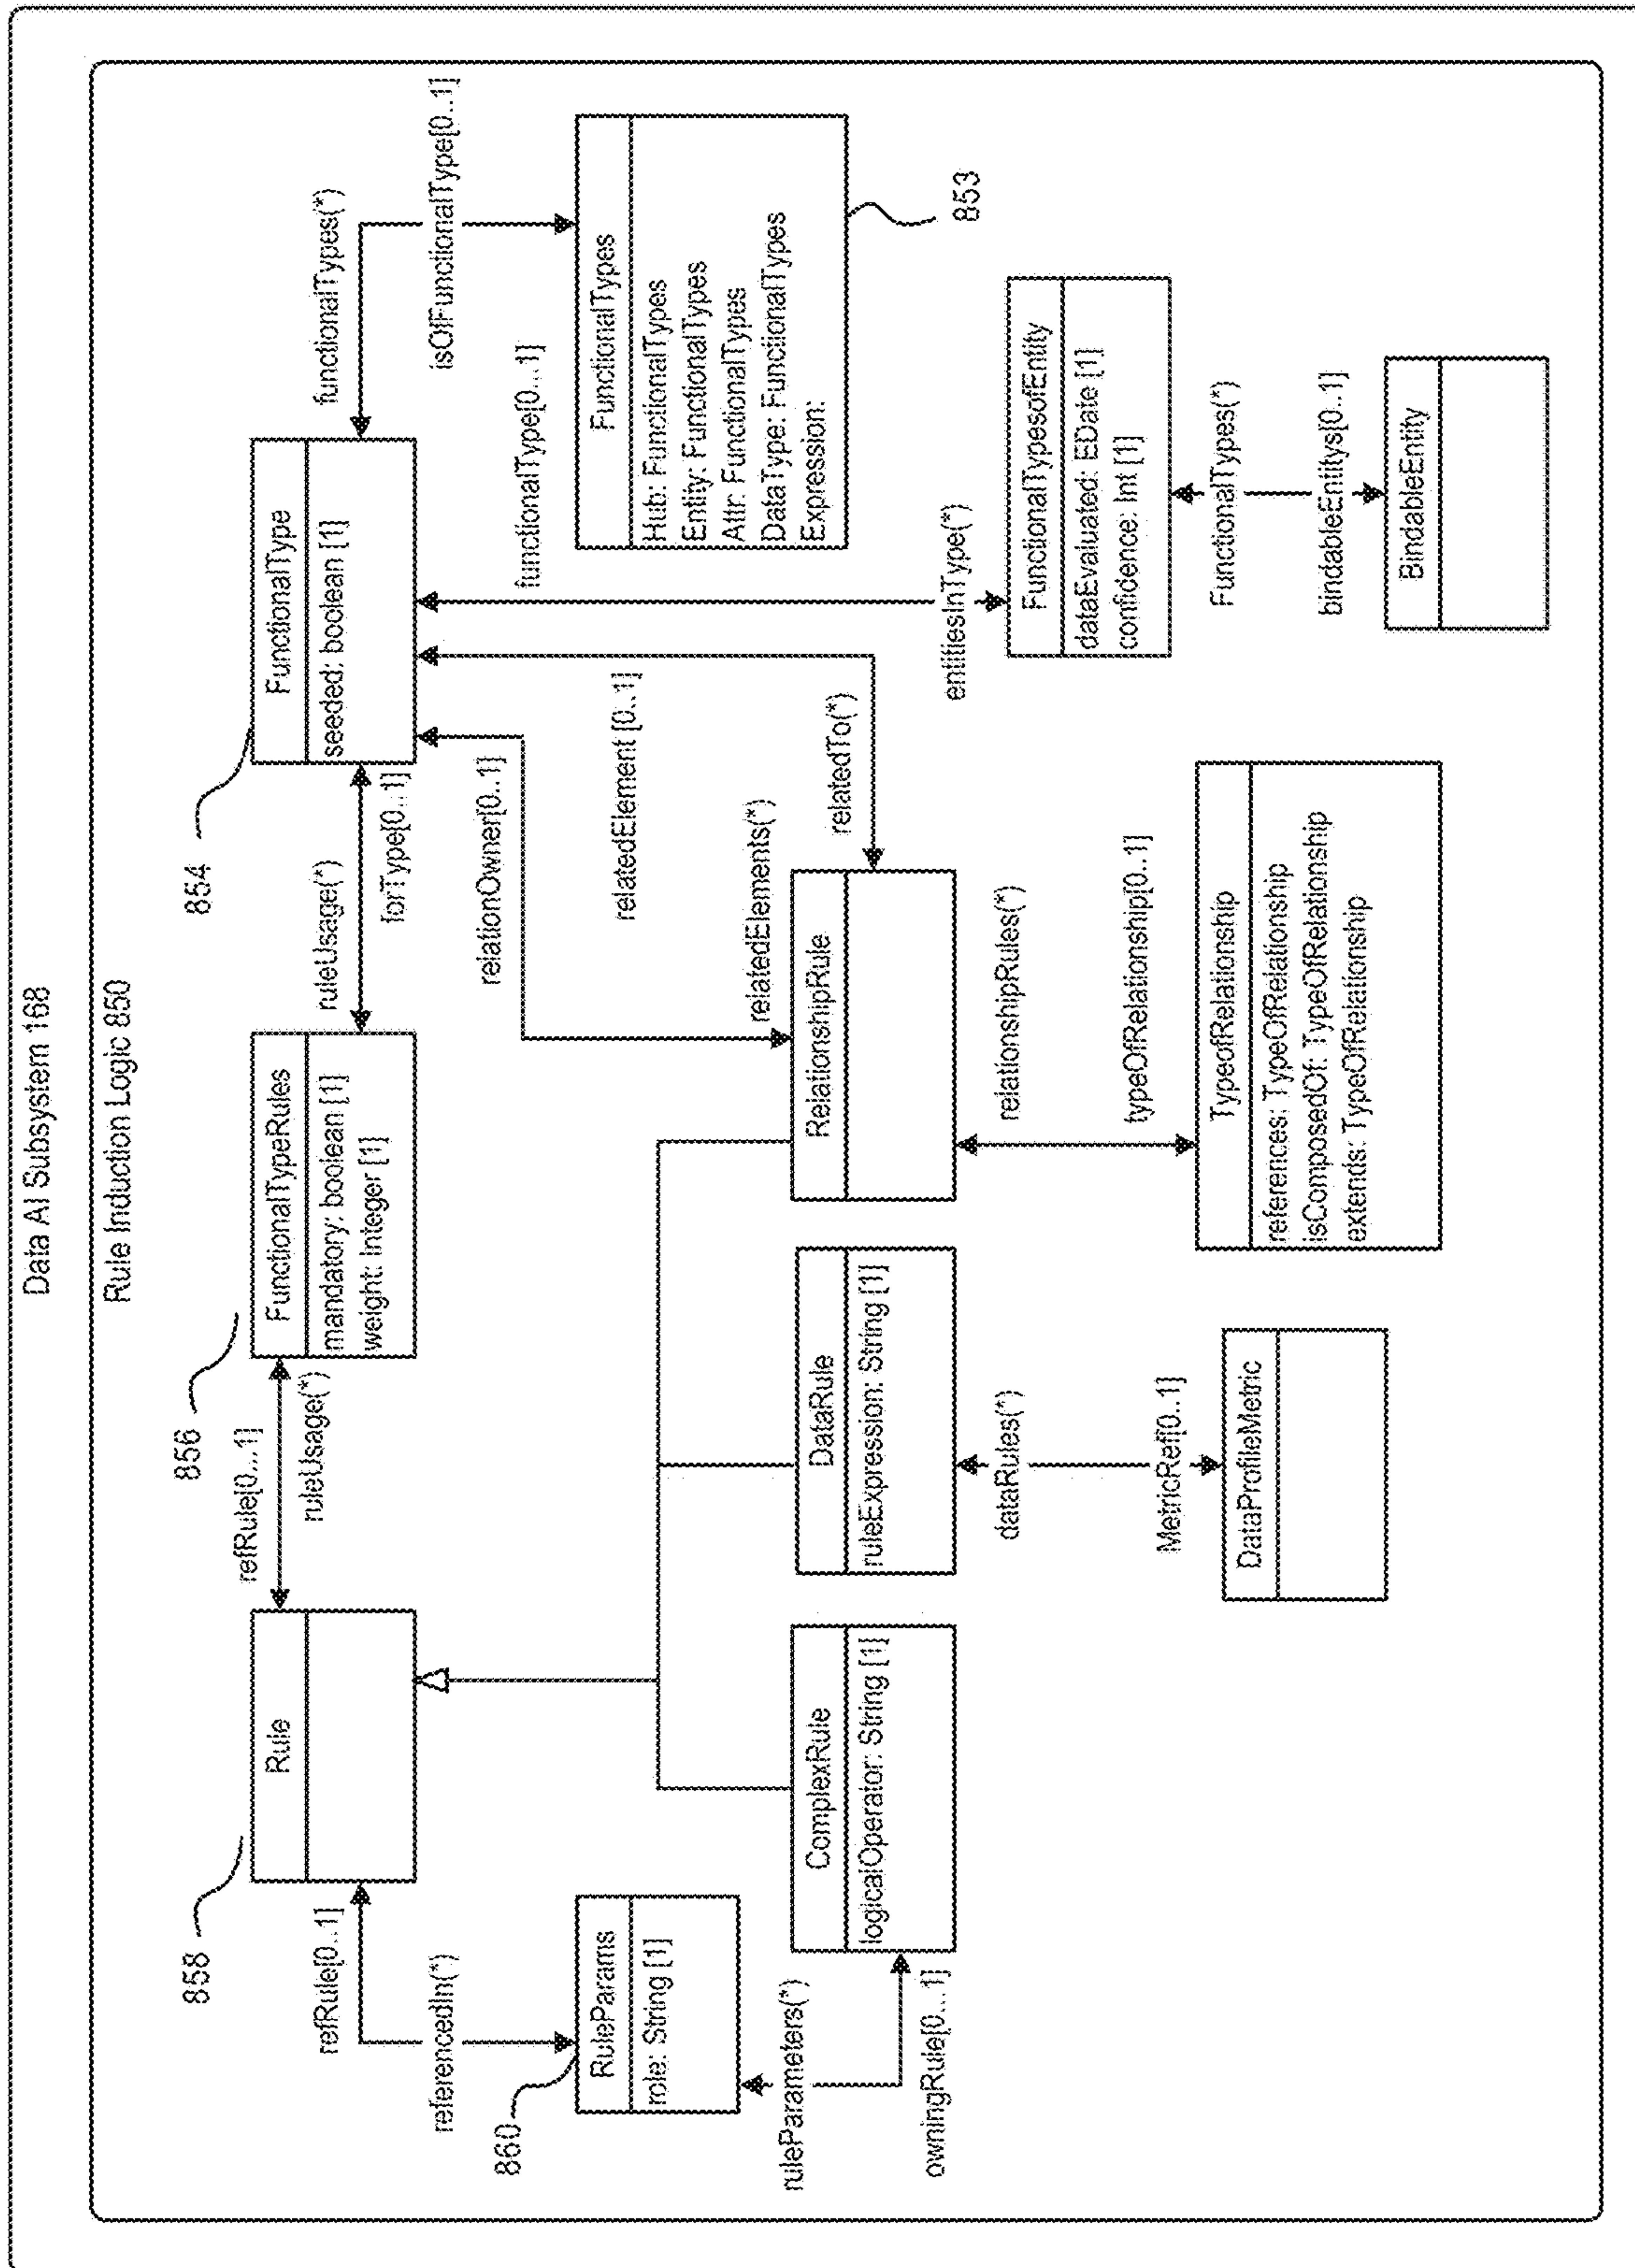 Data AI Subsystem 168
Rule Induction Logic 850
858
856
854
Rule
refRule[0...1]
ruleUsage(*)
FunctionalTypeRules
mandatory: boolean [1]
weight: Integer [1]
ruleUsage(*)
forType[0..1]
FunctionalType
seeded: boolean [1]
functionalTypes(*)
isOfFunctionalType[0..1]
refRule[0..1]
referencedIn(*)
relationOwner[0..1]
functionalType[0...1]
860
RuleParams
role: String [1]
relatedElement [0..1]
FunctionalTypes
Hub: FunctionalTypes
Entity: FunctionalTypes
Attr: FunctionalTypes
DataType: FunctionalTypes
Expression:
853
ruleParameters(*)
owningRule[0...1]
relatedElements(*)
relatedTo(*)
ComplexRule
logicalOperator: String [1]
DataRule
ruleExpression: String [1]
RelationshipRule
entitiesInType(*)
dataRules(*)
MetricRef[0..1]
relationshipRules(*)
typeOfRelationship[0..1]
FunctionalTypesofEntity
dataEvaluated: EDate [1]
confidence: Int [1]
FunctionalTypes(*)
bindableEntitys[0..1]
DataProfileMetric
TypeofRelationship
references: TypeOfRelationship
isComposedOf: TypeOfRelationship
extends: TypeOfRelationship
BindableEntity